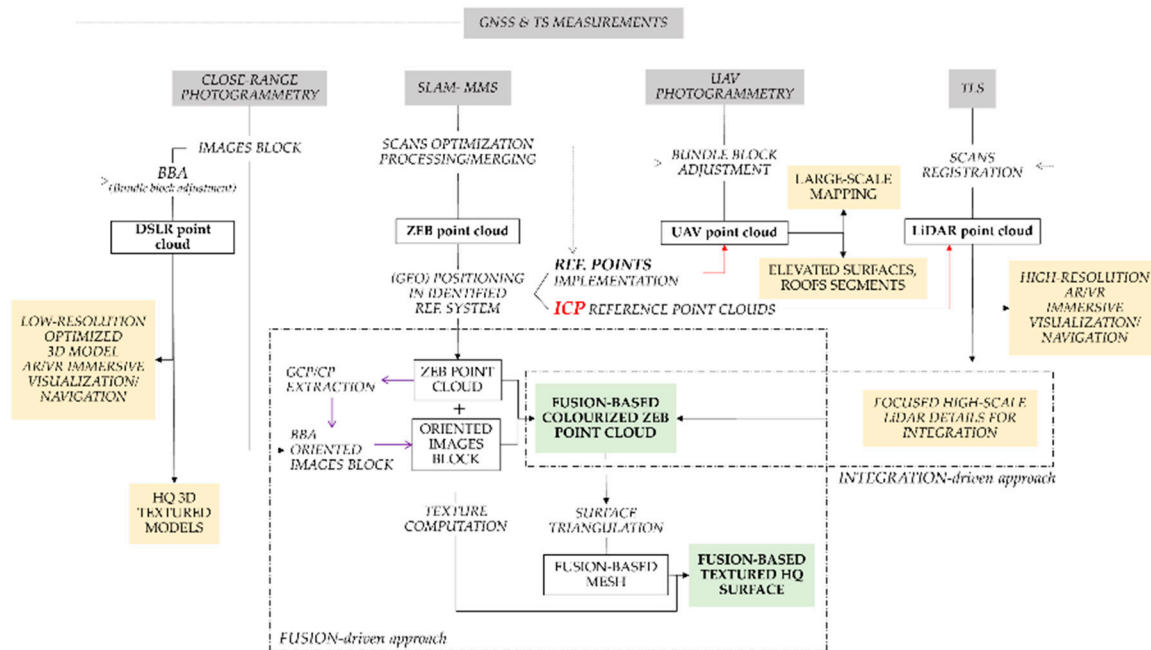 GNSS & TS MEASUREMENTS
CLOSE-RANGE
PHOTOGRAMMETRY
SLAM- MMS
UAV
PHOTOGRAMMETRY
TLS
IMAGES BLOCK
BBA
(Bundle block adjustment)
SCANS OPTIMIZATION
PROCESSING/MERGING
BUNDLE BLOCK
ADJUSTMENT
LARGE-SCALE
MAPPING
SCANS
REGISTRATION
DSLR point
cloud
ZEB point cloud
UAV point cloud
LiDAR point cloud
(GEO) POSITIONING
IN IDENTIFIED
REF. SYSTEM
REF. POINTS
IMPLEMENTATION
ICP REFERENCE POINT CLOUDS
ELEVATED SURFACES,
ROOFS SEGMENTS
HIGH-RESOLUTION
AR/VR
IMMERSIVE
VISUALIZATION/
NAVIGATION
LOW-RESOLUTION
OPTIMIZED
3D MODEL
AR/VR IMMERSIVE
VISUALIZATION/
NAVIGATION
GCP/CP
EXTRACTION
ZEB POINT
CLOUD
+
ORIENTED
IMAGES
BLOCK
BBA
ORIENTED
IMAGES BLOCK
FUSION-BASED
COLOURIZED ZEB
POINT CLOUD
FOCUSED HIGH-SCALE
LiDAR DETAILS FOR
INTEGRATION
INTEGRATION-driven approach
HQ 3D
TEXTURED
MODELS
TEXTURE
COMPUTATION
SURFACE
TRIANGULATION
FUSION-BASED
MESH
FUSION-BASED
TEXTURED HQ
SURFACE
FUSION-driven approach